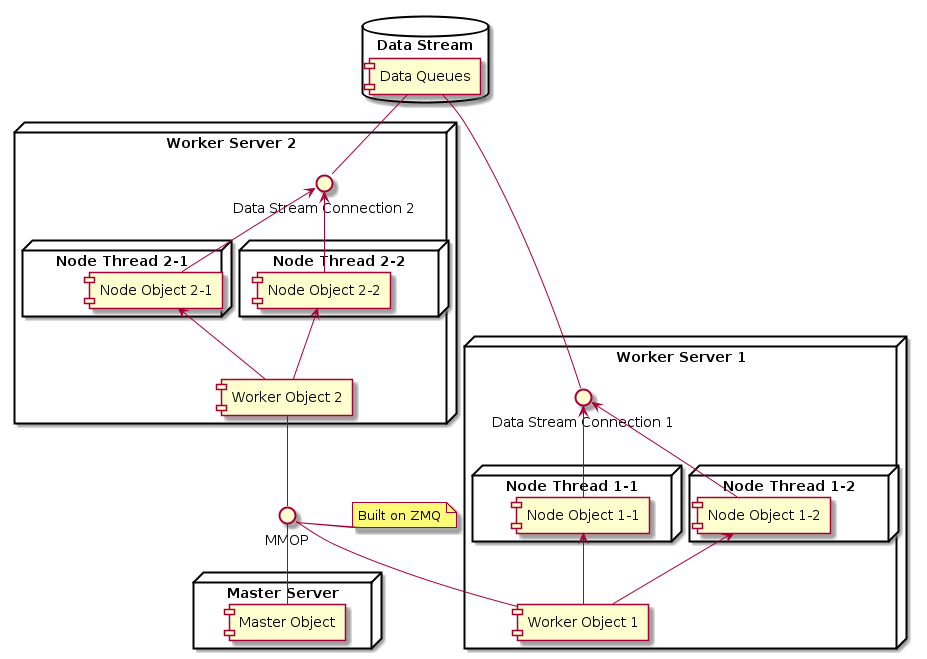 Data Stream
Data Queues
Worker Server 2
Data Stream Connection 2
Node Thread 2-1
Node Object 2-1
Node Thread 2-2
Node Object 2-2
Worker Object 2
Worker Server 1
Data Stream Connection 1
Node Thread 1-1
Node Object 1-1
Node Thread 1-2
Node Object 1-2
Built on ZMQ
MMOP
Master Server
Master Object
Worker Object 1